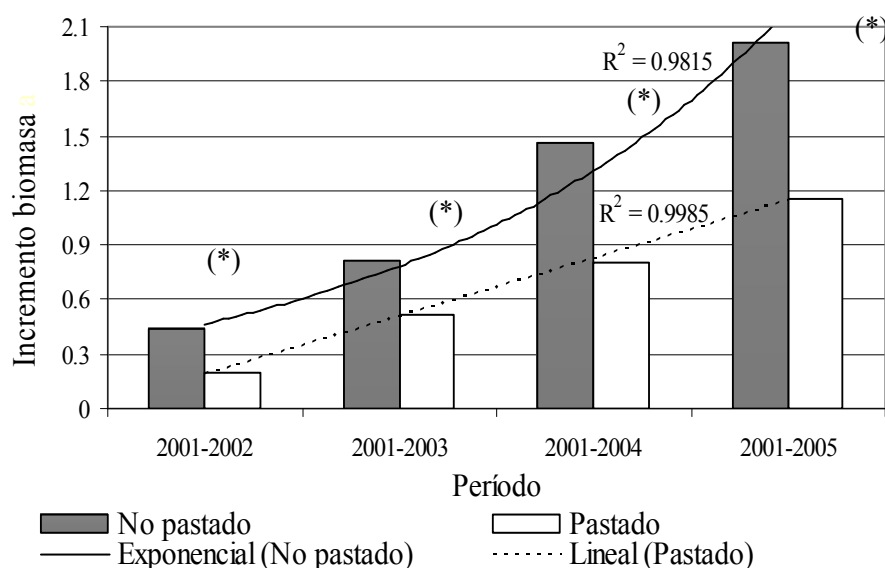 Incremento biomasa a
2.1
1.8
1.5
1.2
0.9
0.6
0.3
0
(*)
(*)
(*)
(*)
R² = 0.9815
R² = 0.9985
2001-2002 2001-2003 2001-2004 2001-2005
Período
No pastado Pastado
Exponencial (No pastado) Lineal (Pastado)